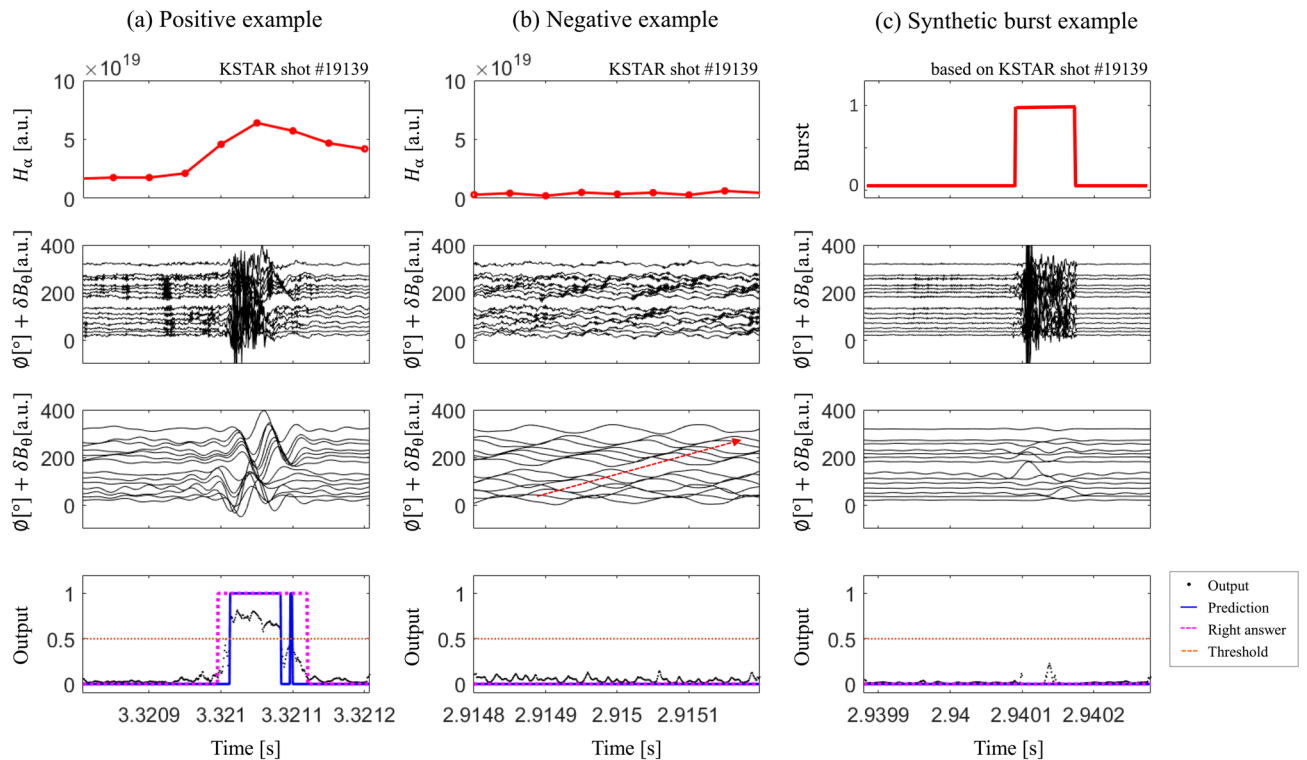 (a) Positive example
(b) Negative example
(c) Synthetic burst example
×10¹⁹
KSTAR shot #19139
×10¹⁹
KSTAR shot #19139
based on KSTAR shot #19139
10
5
0
Hα [a.u.]
10
5
0
Hα [a.u.]
1
0
Burst
400
200
0
Ø[°] + δBθ[a.u.]
400
200
0
Ø[°] + δBθ[a.u.]
400
200
0
Ø[°] + δBθ[a.u.]
400
200
0
Ø[°] + δBθ[a.u.]
400
200
0
Ø[°] + δBθ[a.u.]
400
200
0
Ø[°] + δBθ[a.u.]
1
0.5
0
Output
3.3209 3.321 3.3211 3.3212
Time [s]
1
0.5
0
Output
2.9148 2.9149 2.915 2.9151
Time [s]
1
0.5
0
Output
2.9399 2.94 2.9401 2.9402
Time [s]
Output
Prediction
Right answer
Threshold